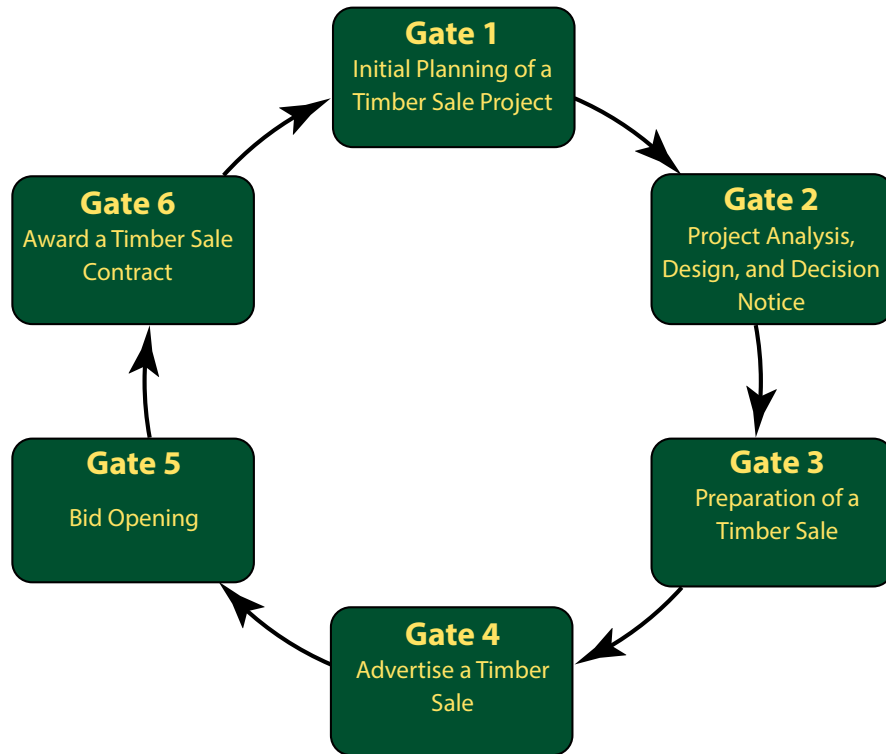 Gate 1
Initial Planning of a
Timber Sale Project
Gate 2
Project Analysis,
Design, and Decision
Notice
Gate 3
Preparation of a
Timber Sale
Gate 4
Advertise a Timber
Sale
Gate 5
Bid Opening
Gate 6
Award a Timber Sale
Contract